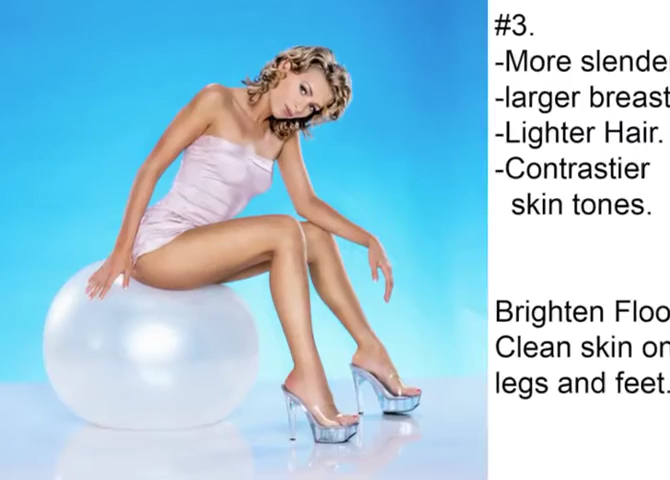 #3.
-More slende
-larger breast
-Lighter Hair.
-Contrastier
skin tones.
Brighten Floo
Clean skin on
legs and feet.